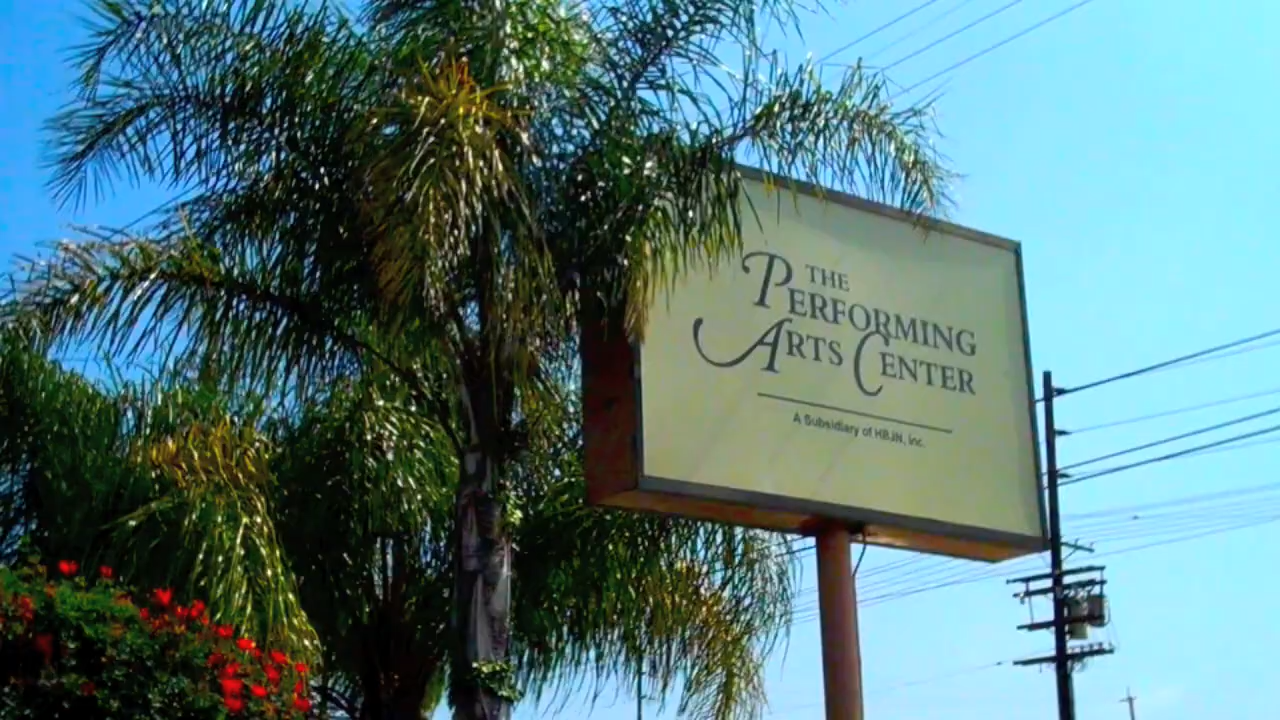 THE
PERFORMING
ARTS CENTER
A Subsidiary of HBJN, Inc.